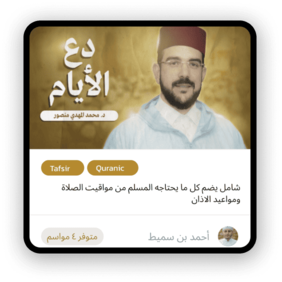 دع
الأيام
د. محمد المهدي منصور
Tafsir
Quranic
شامل يضم كل ما يحتاجه المسلم من مواقيت الصلاة
ومواعيد الاذان
أحمد بن سميط
متوفر ٤ مواسم